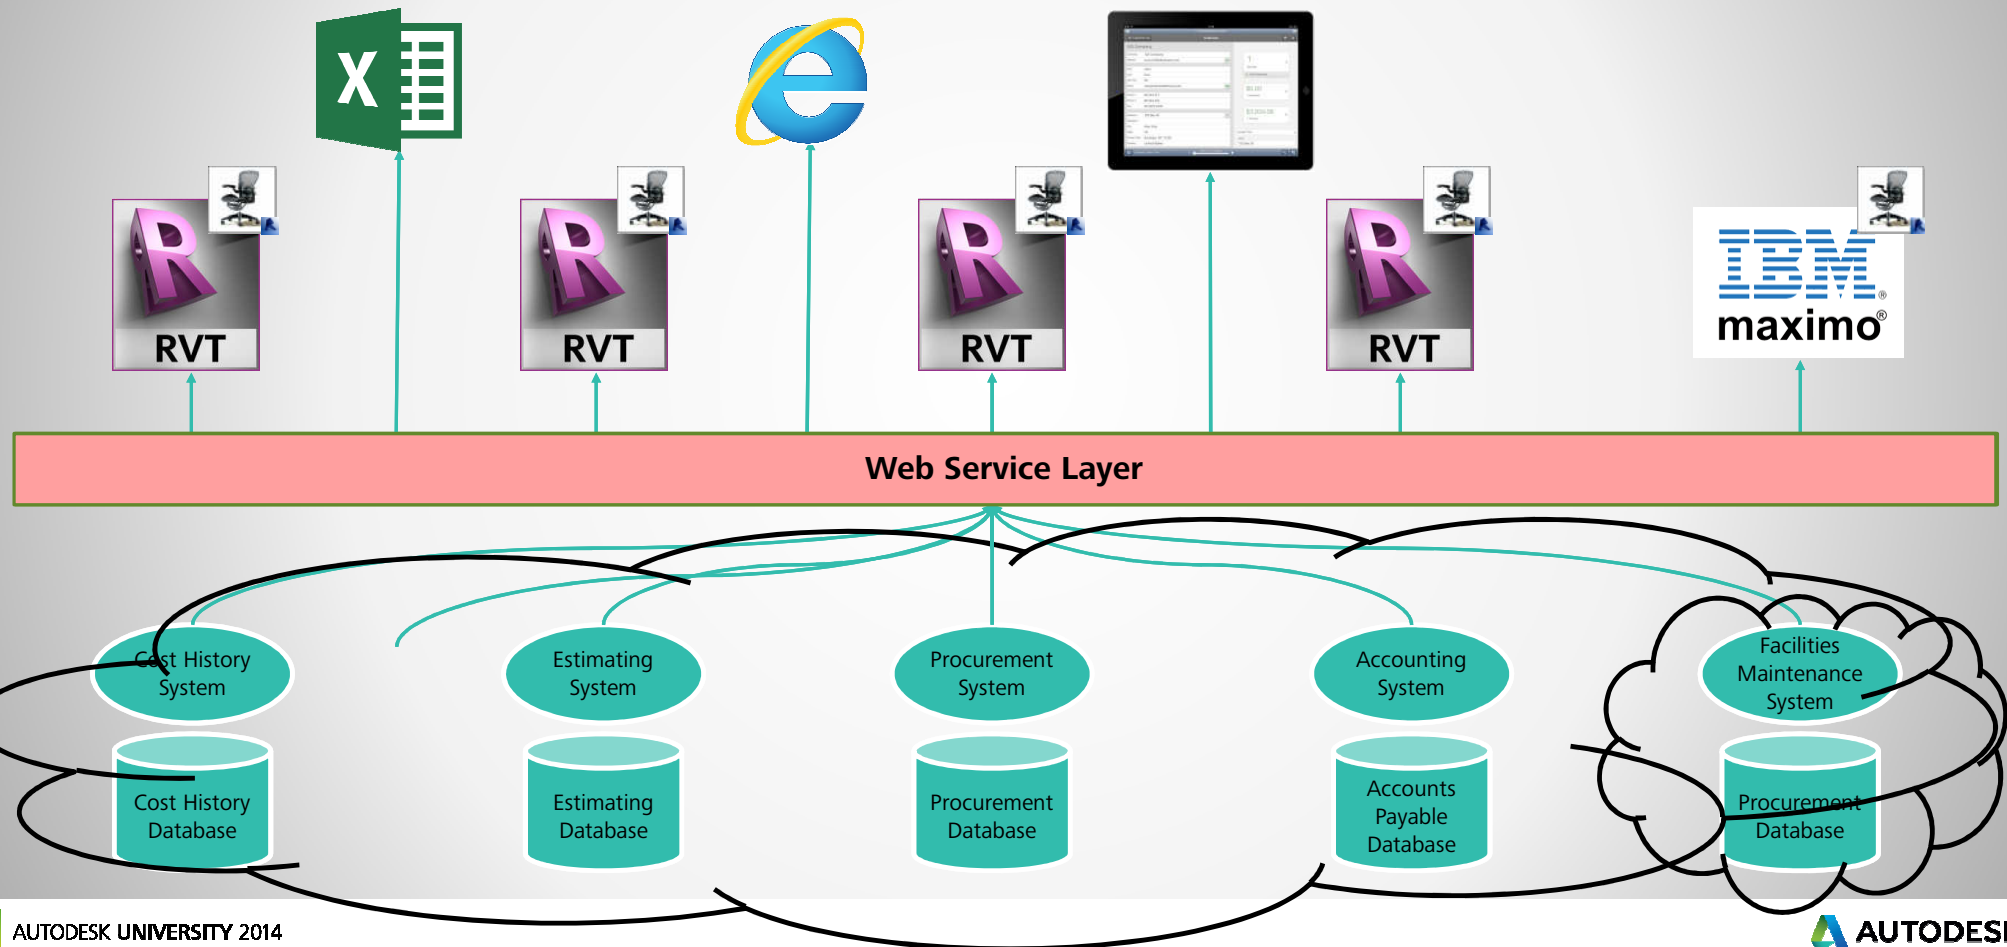 X
RVT
RVT
RVT
RVT
IBM®
maximo®
Web Service Layer
Cost History
System
Estimating
System
Procurement
System
Accounting
System
Facilities
Maintenance
System
Cost History
Database
Estimating
Database
Procurement
Database
Accounts
Payable
Database
Procurement
Database
AUTODESK UNIVERSITY 2014
AUTODES